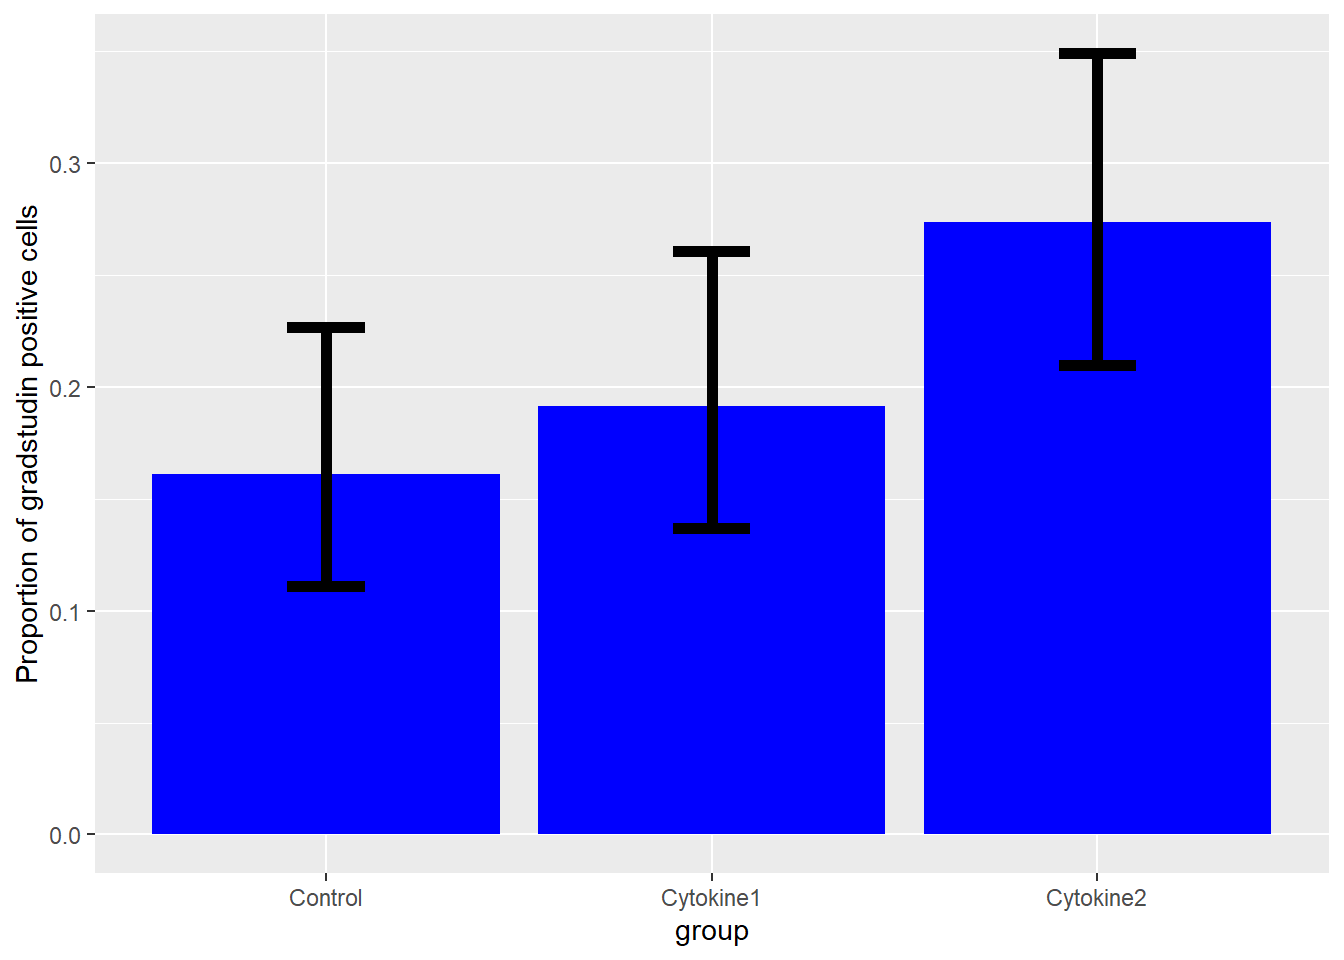 Proportion of gradstudin positive cells
0.3
0.2
0.1
0.0
Control
Cytokine1
Cytokine2
group